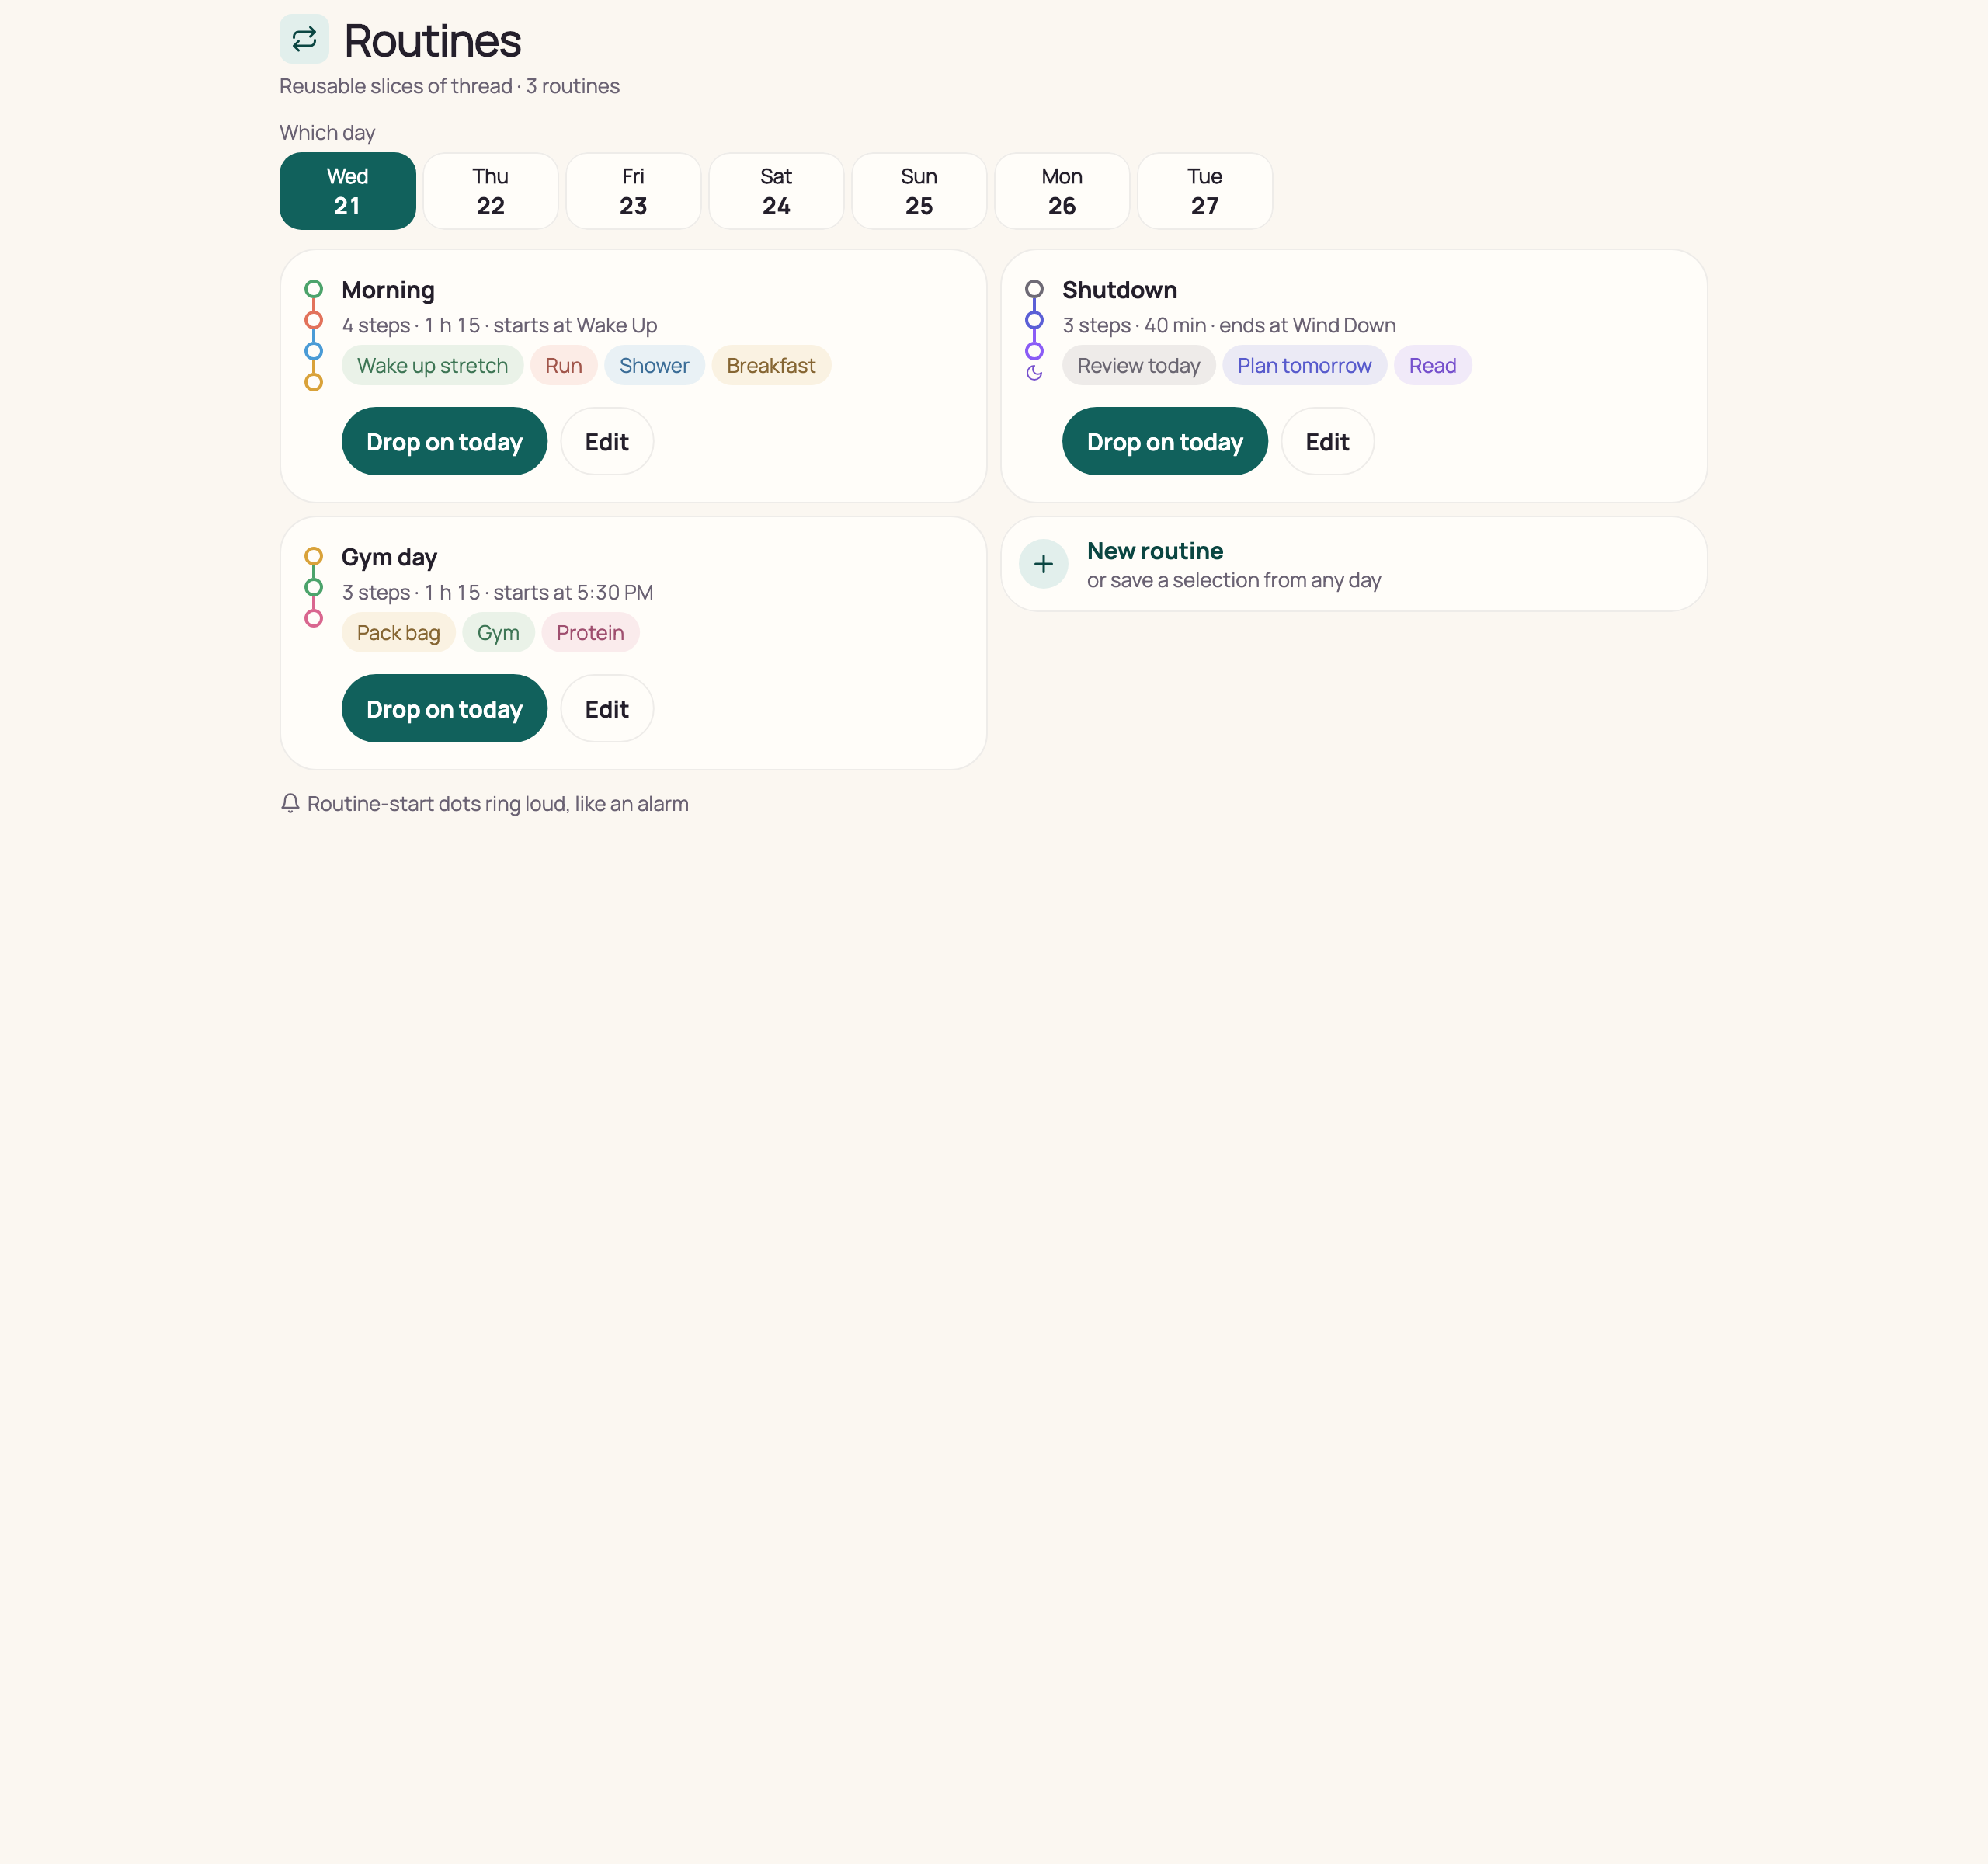 Routines
Reusable slices of thread · 3 routines
Which day
Wed
21
Thu
22
Fri
23
Sat
24
Sun
25
Mon
26
Tue
27
Morning
4 steps · 1 h 15 · starts at Wake Up
Wake up stretch Run Shower Breakfast
Drop on today Edit
Shutdown
3 steps · 40 min · ends at Wind Down
Review today Plan tomorrow Read
Drop on today Edit
Gym day
3 steps · 1 h 15 · starts at 5:30 PM
Pack bag Gym Protein
Drop on today Edit
New routine
or save a selection from any day
Routine-start dots ring loud, like an alarm